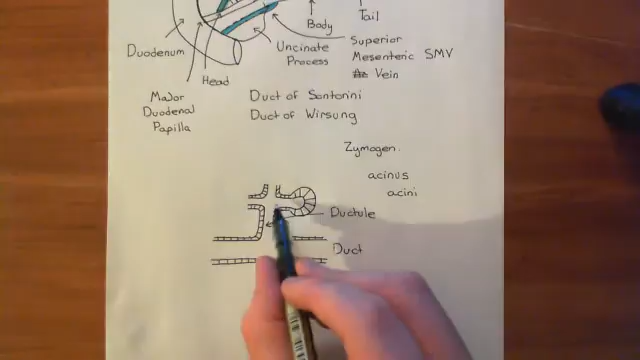 Tail
Body
Duodenum
Uncinate
Process
Superior
Mesenteric SMV
Vein
Head
Major
Duodenal
Papilla
Duct of Santorini
Duct of Wirsung
Zymogen.
acinus
acini
Ductule
Duct